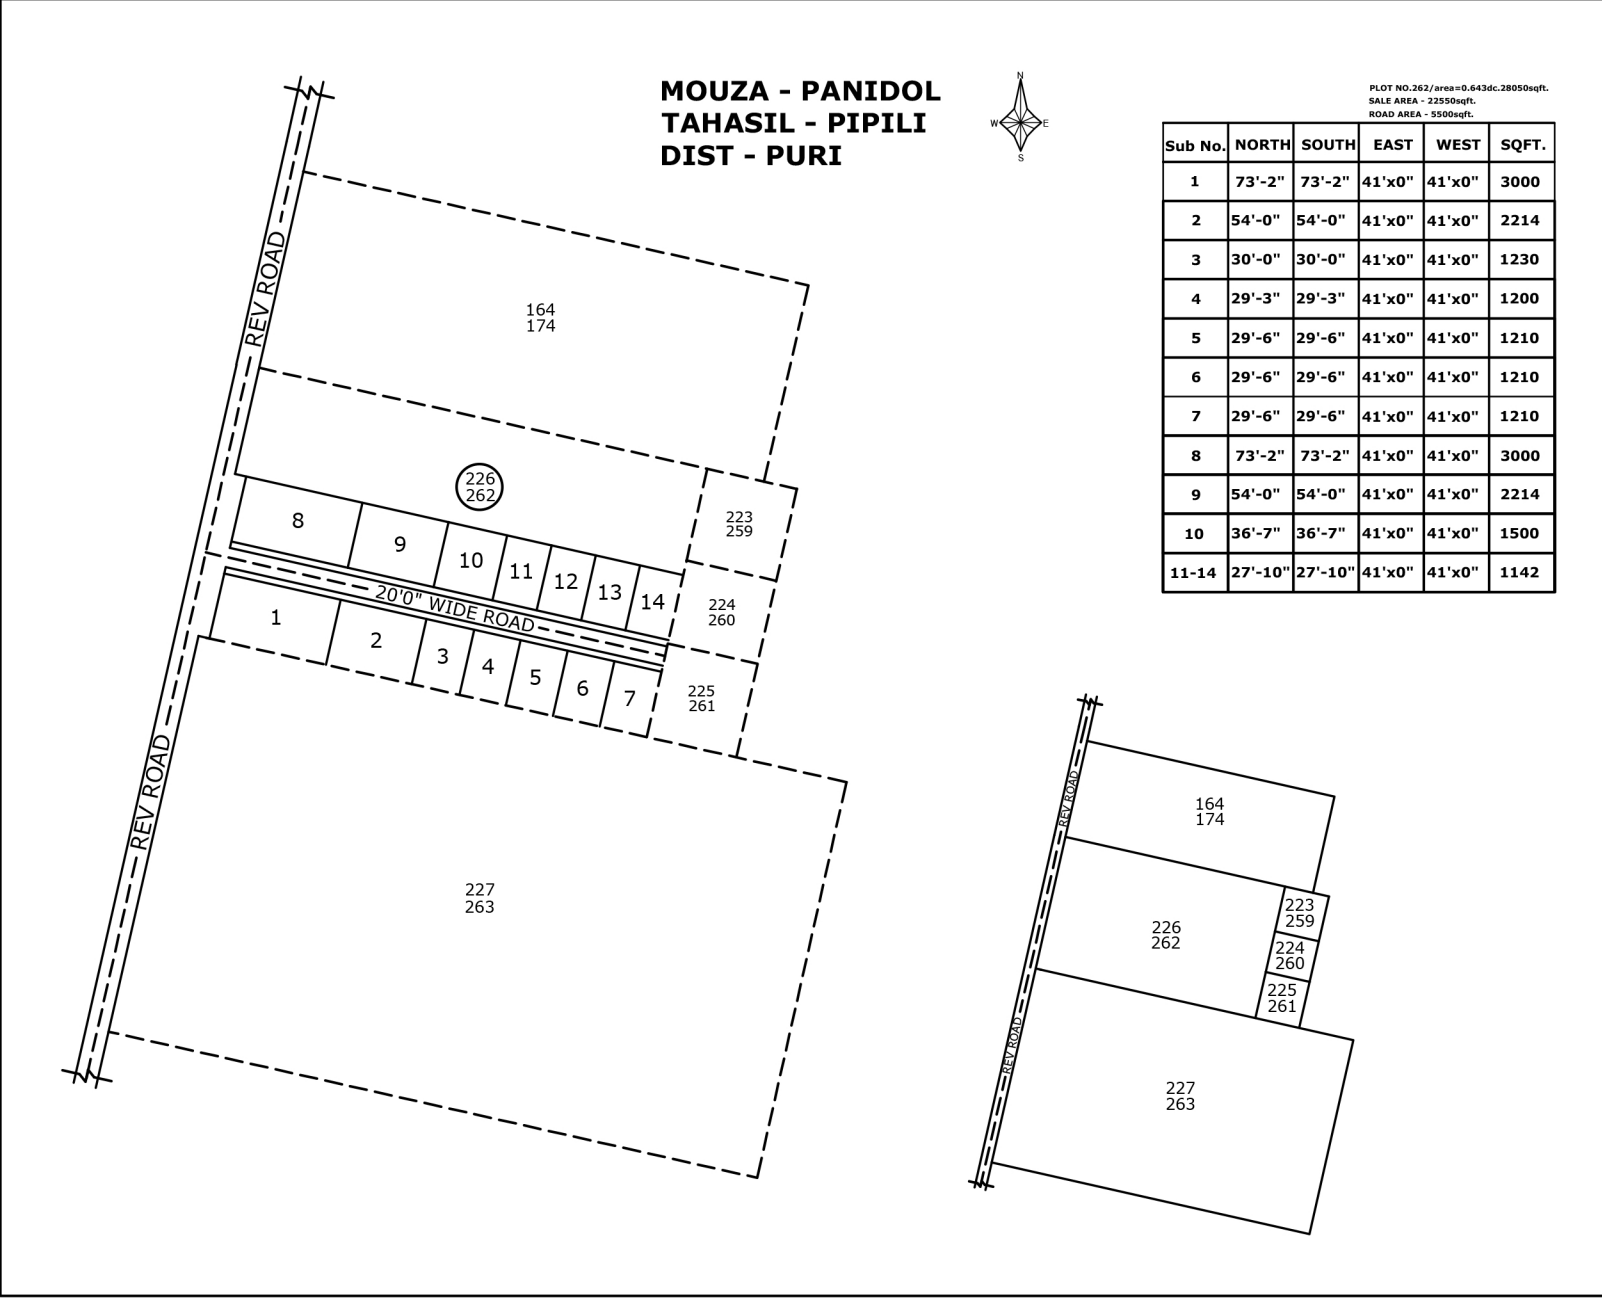 MOUZA - PANIDOL
TAHASIL - PIPILI
DIST - PURI
N
W E
S
PLOT NO.262/area=0.643dc.28050sqft.
SALE AREA - 22550sqft.
ROAD AREA - 5500sqft.
Sub No. NORTH SOUTH EAST WEST SQFT.
1 73'-2" 73'-2" 41'x0" 41'x0" 3000
2 54'-0" 54'-0" 41'x0" 41'x0" 2214
3 30'-0" 30'-0" 41'x0" 41'x0" 1230
4 29'-3" 29'-3" 41'x0" 41'x0" 1200
5 29'-6" 29'-6" 41'x0" 41'x0" 1210
6 29'-6" 29'-6" 41'x0" 41'x0" 1210
7 29'-6" 29'-6" 41'x0" 41'x0" 1210
8 73'-2" 73'-2" 41'x0" 41'x0" 3000
9 54'-0" 54'-0" 41'x0" 41'x0" 2214
10 36'-7" 36'-7" 41'x0" 41'x0" 1500
11-14 27'-10" 27'-10" 41'x0" 41'x0" 1142
REV ROAD
164
174
226
262
223
259
8 9 10 11 12 13 14
224
260
20'0" WIDE ROAD
1 2 3 4 5 6 7
225
261
REV ROAD
227
263
REV ROAD
164
174
226
262
223
259
224
260
225
261
REV ROAD
227
263